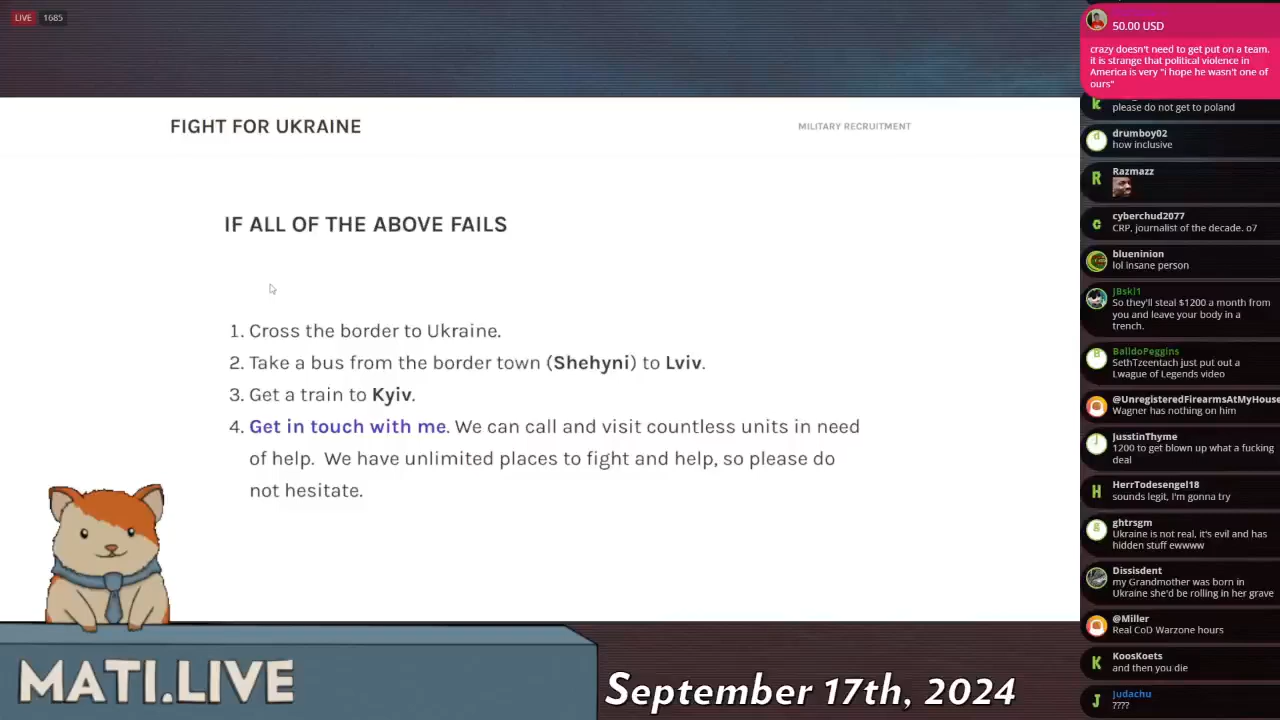 LIVE 1685
FIGHT FOR UKRAINE
MILITARY RECRUITMENT
IF ALL OF THE ABOVE FAILS
1. Cross the border to Ukraine.
2. Take a bus from the border town (Shehyni) to Lviv.
3. Get a train to Kyiv.
4. Get in touch with me. We can call and visit countless units in need
of help. We have unlimited places to fight and help, so please do
not hesitate.
MATI.LIVE
September 17th, 2024
50.00 USD
crazy doesn't need to get put on a team.
it is strange that political violence in
America is very "i hope he wasn't one of
ours"
K
please do not get to poland
d
drumboy02
how inclusive
R
Razmazz
c
cyberchud2077
CRP, journalist of the decade. o7
blueninion
lol insane person
JBskl1
So they'll steal $1200 a month from
you and leave your body in a
trench.
B
BalldoPeggins
SethTzeentach just put out a
Lwague of Legends video
@UnregisteredFirearmsAtMyHouse
Wagner has nothing on him
J
JusstinThyme
1200 to get blown up what a fucking
deal
H
HerrTodesengel18
sounds legit, I'm gonna try
g
ghtrsgm
Ukraine is not real, it's evil and has
hidden stuff ewwww
Dissisdent
my Grandmother was born in
Ukraine she'd be rolling in her grave
@Miller
Real CoD Warzone hours
K
KoosKoets
and then you die
J
Judachu
????